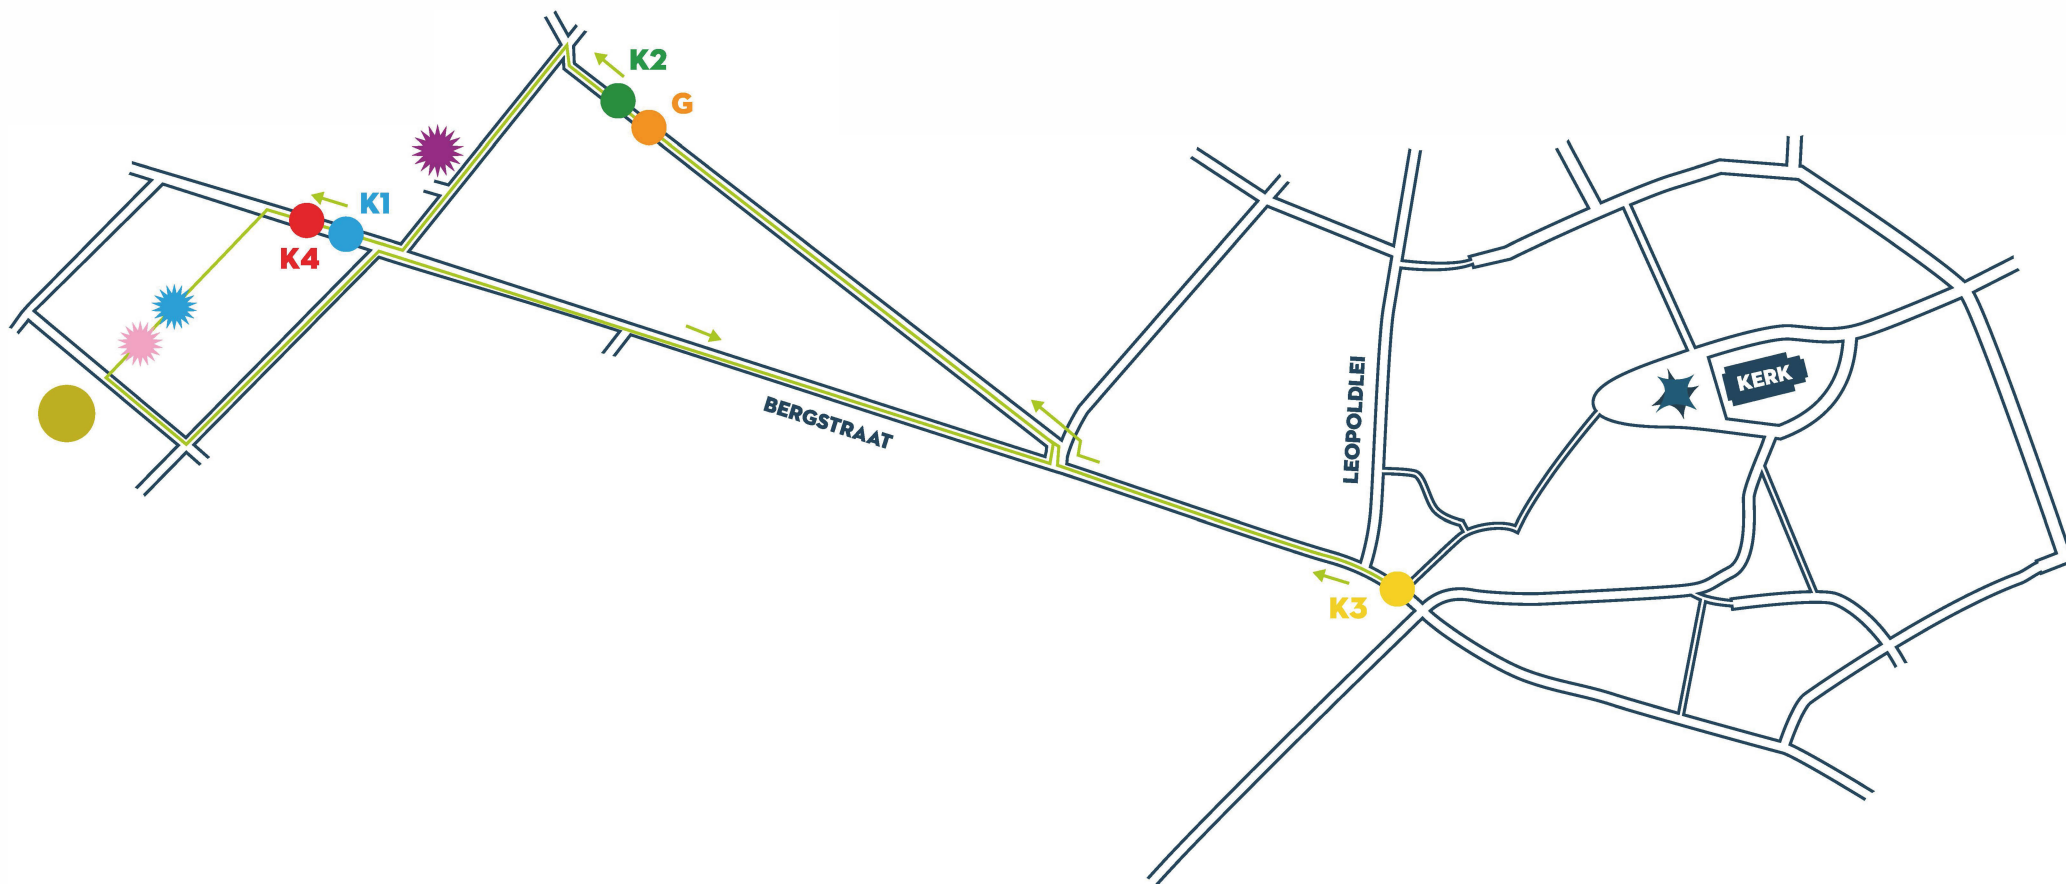 K2
G
K1
K4
BERGSTRAAT
LEOPOLDLEI
KERK
K3